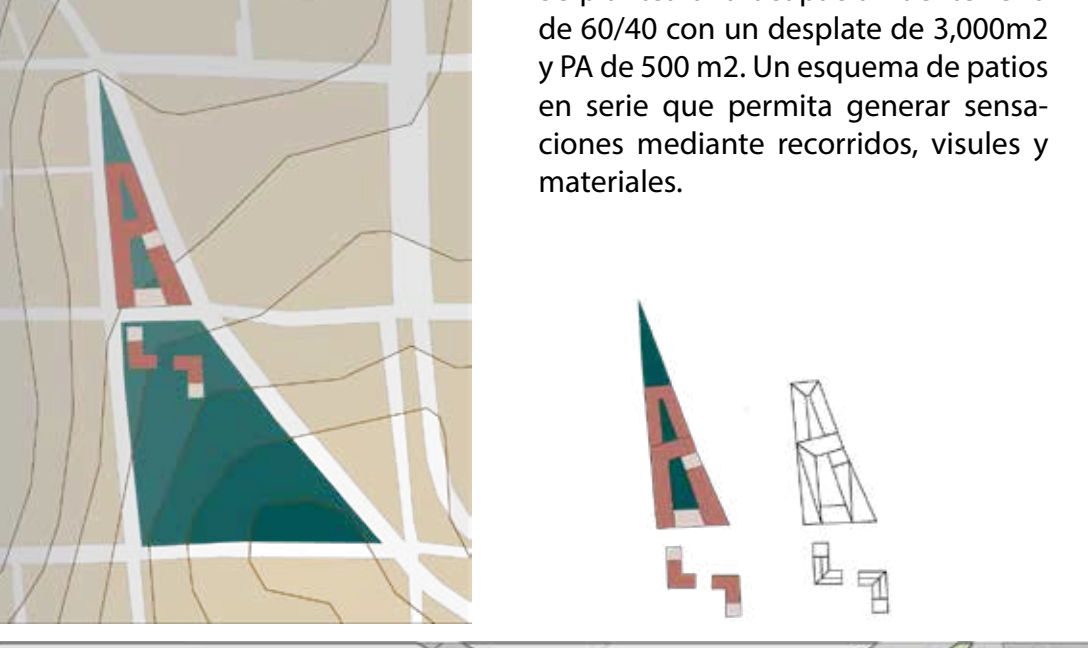 de 60/40 con un desplate de 3,000m2
y PA de 500 m2. Un esquema de patios
en serie que permita generar sensa-
ciones mediante recorridos, visules y
materiales.